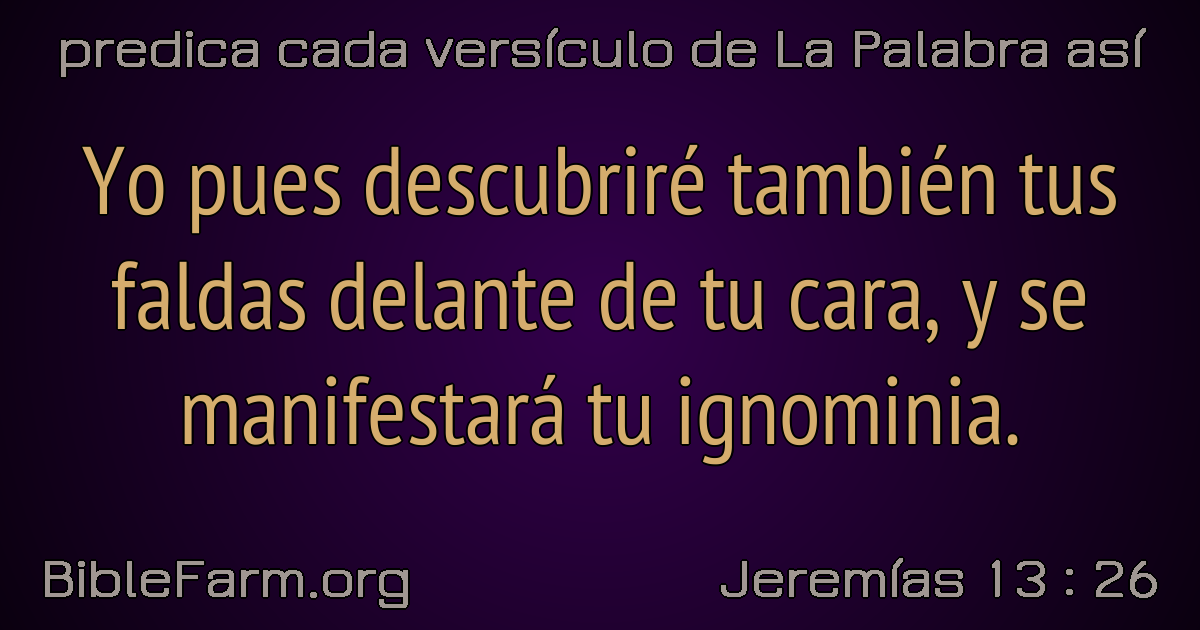 predica cada versículo de La Palabra así
Yo pues descubriré también tus
faldas delante de tu cara, y se
manifestará tu ignominia.
BibleFarm.org
Jeremías 13 : 26